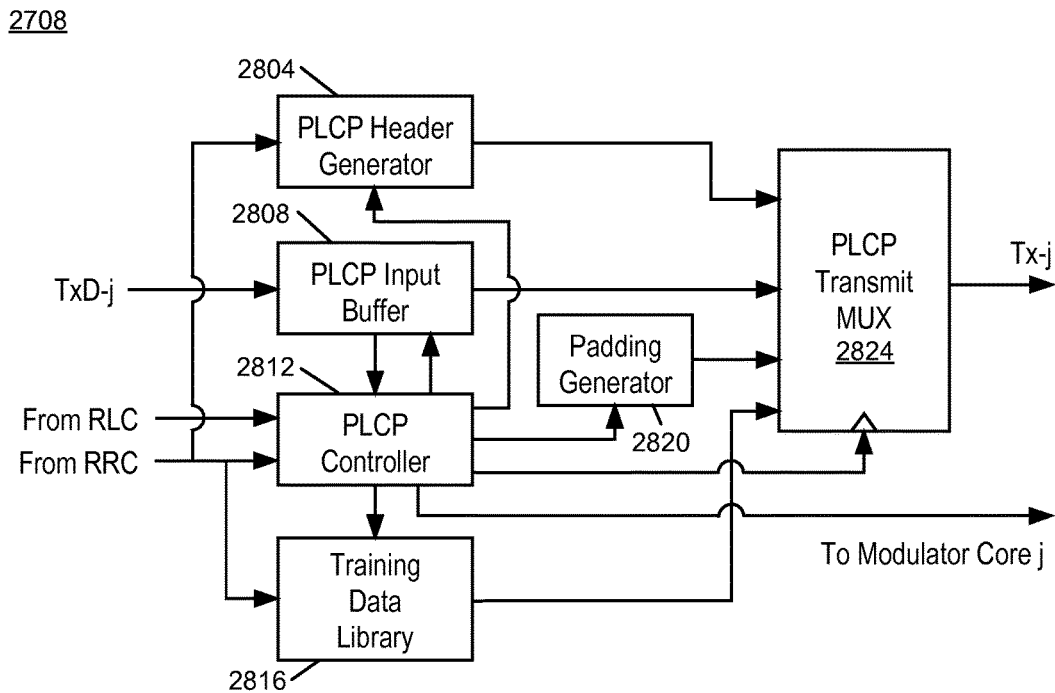 2708
2804
PLCP Header
Generator
2808
PLCP Input
Buffer
TxD-j
PLCP
Transmit
MUX
2824
Tx-j
Padding
Generator
2820
2812
PLCP
Controller
From RLC
From RRC
To Modulator Core j
Training
Data
Library
2816